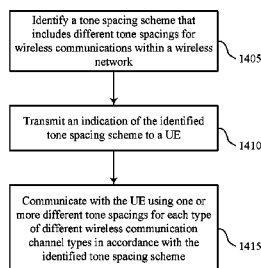 Identify a tone spacing scheme that
includes different tone spacings for
wireless communications within a wireless
network
1405
Transmit an indication of the identified
tone spacing scheme to a UE
1410
Communicate with the UE using one or
more different tone spacings for each type
of different wireless communication
channel types in accordance with the
identified tone spacing scheme
1415